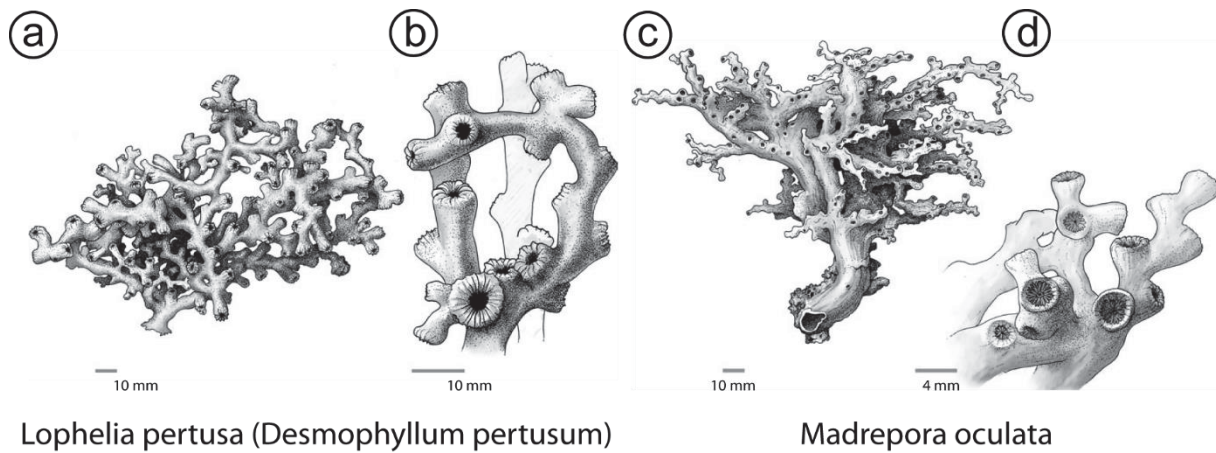 a
b
c
d
10 mm
10 mm
10 mm
4 mm
Lophelia pertusa (Desmophyllum pertusum)
Madrepora oculata